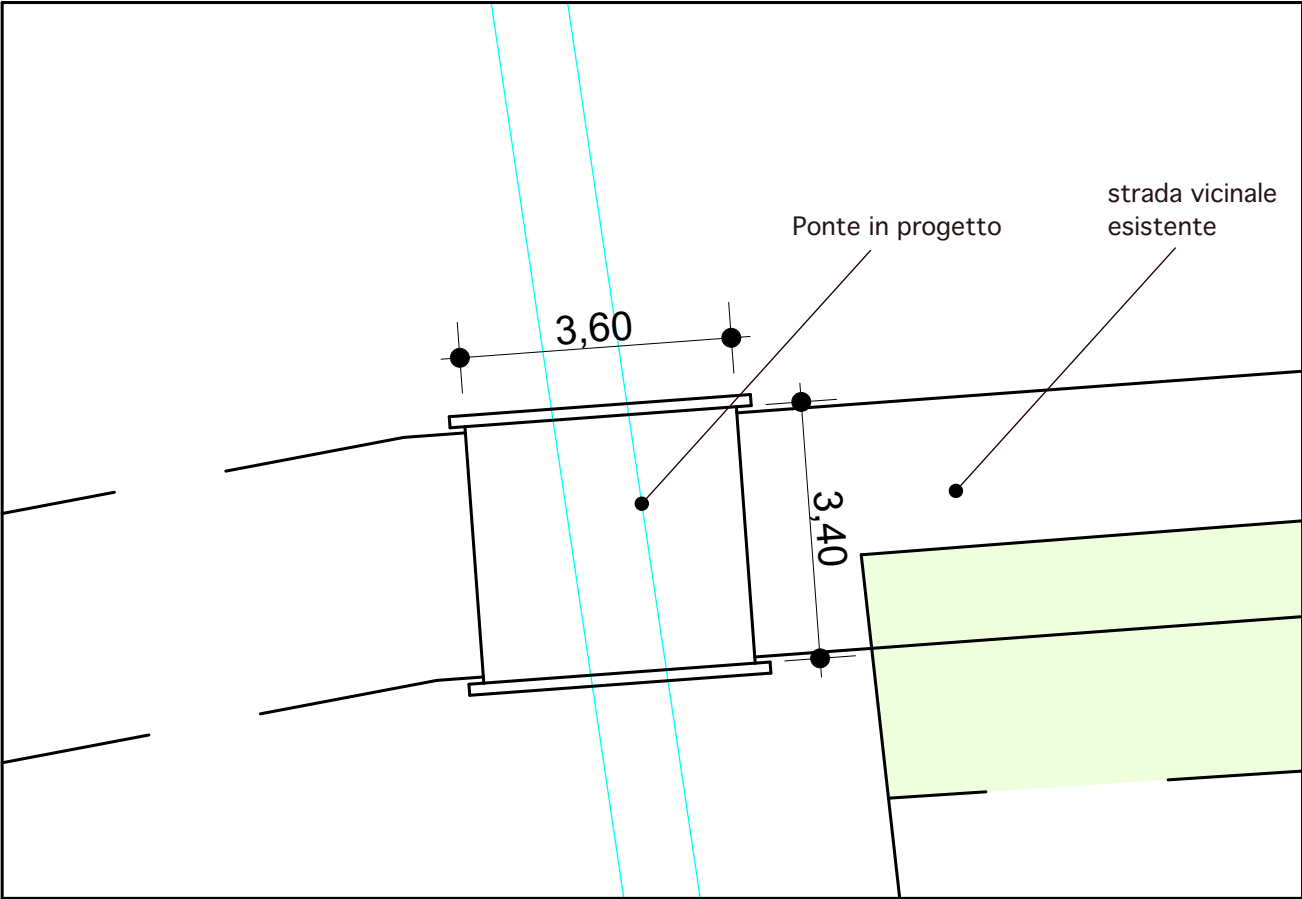 strada vicinale
esistente
Ponte in progetto
3,60
3,40